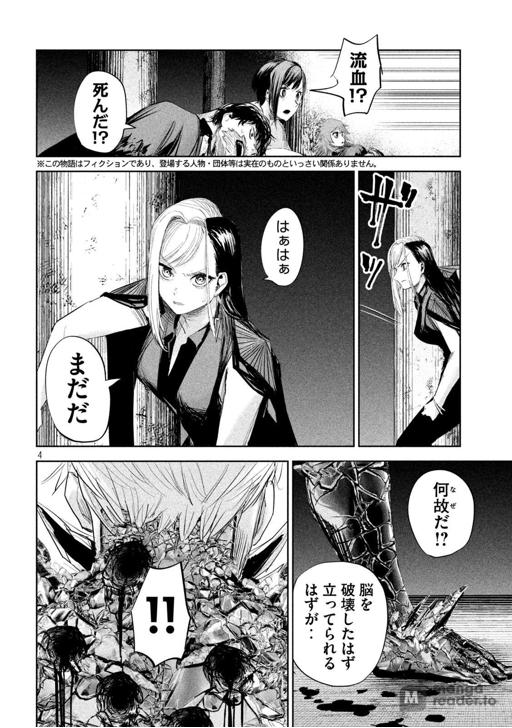 流血!?
死んだ!?
※この物語はフィクションであり、登場する人物・団体等は実在のものといっさい関係ありません。
ザッ
はぁはぁ
まだだ
4
何故だ!?
なぜ
脳を
破壊したはず
立ってられる
はずが‥
!!
manga
reader.to